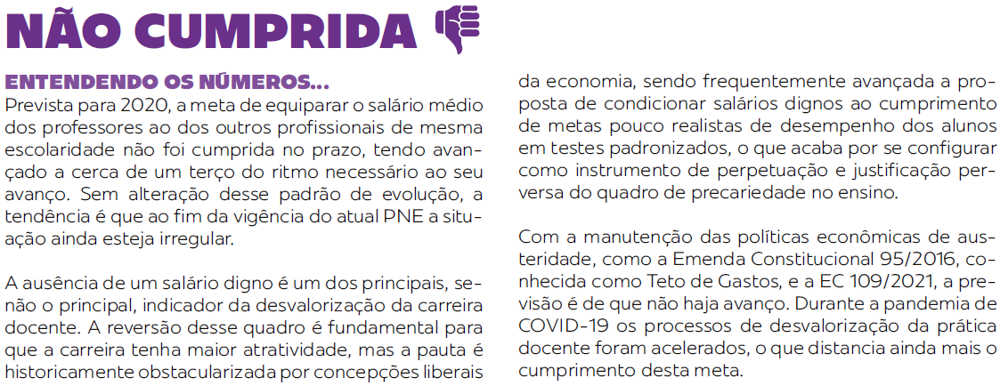 NÃO CUMPRIDA
ENTENDENDO OS NÚMEROS...
Prevista para 2020, a meta de equiparar o salário médio
dos professores ao dos outros profissionais de mesma
escolaridade não foi cumprida no prazo, tendo avan-
çado a cerca de um terço do ritmo necessário ao seu
avanço. Sem alteração desse padrão de evolução, a
tendência é que ao fim da vigência do atual PNE a situ-
ação ainda esteja irregular.

A ausência de um salário digno é um dos principais, se-
não o principal, indicador da desvalorização da carreira
docente. A reversão desse quadro é fundamental para
que a carreira tenha maior atratividade, mas a pauta é
historicamente obstacularizada por concepções liberais
da economia, sendo frequentemente avançada a pro-
posta de condicionar salários dignos ao cumprimento
de metas pouco realistas de desempenho dos alunos
em testes padronizados, o que acaba por se configurar
como instrumento de perpetuação e justificação per-
versa do quadro de precariedade no ensino.

Com a manutenção das políticas econômicas de aus-
teridade, como a Emenda Constitucional 95/2016, co-
nhecida como Teto de Gastos, e a EC 109/2021, a pre-
visão é de que não haja avanço. Durante a pandemia de
COVID-19 os processos de desvalorização da prática
docente foram acelerados, o que distancia ainda mais o
cumprimento desta meta.